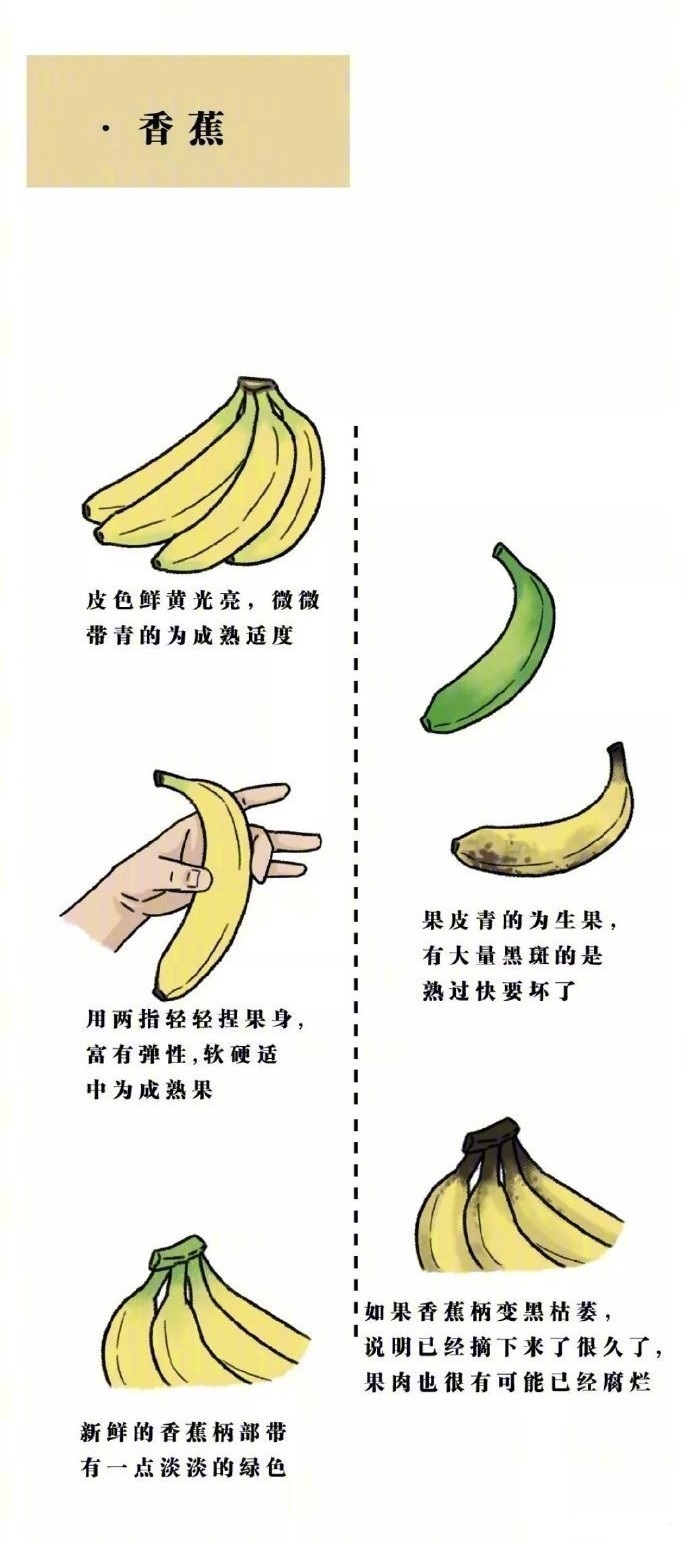 ·香蕉
皮色鲜黄光亮，微微
带青的为成熟适度
用两指轻轻捏果身，
富有弹性，软硬适
中为成熟果
新鲜的香蕉柄部带
有一点淡淡的绿色
果皮青的为生果，
有大量黑斑的是
熟过快要坏了
如果香蕉柄变黑枯萎，
说明已经摘下来了很久了，
果肉也很有可能已经腐烂